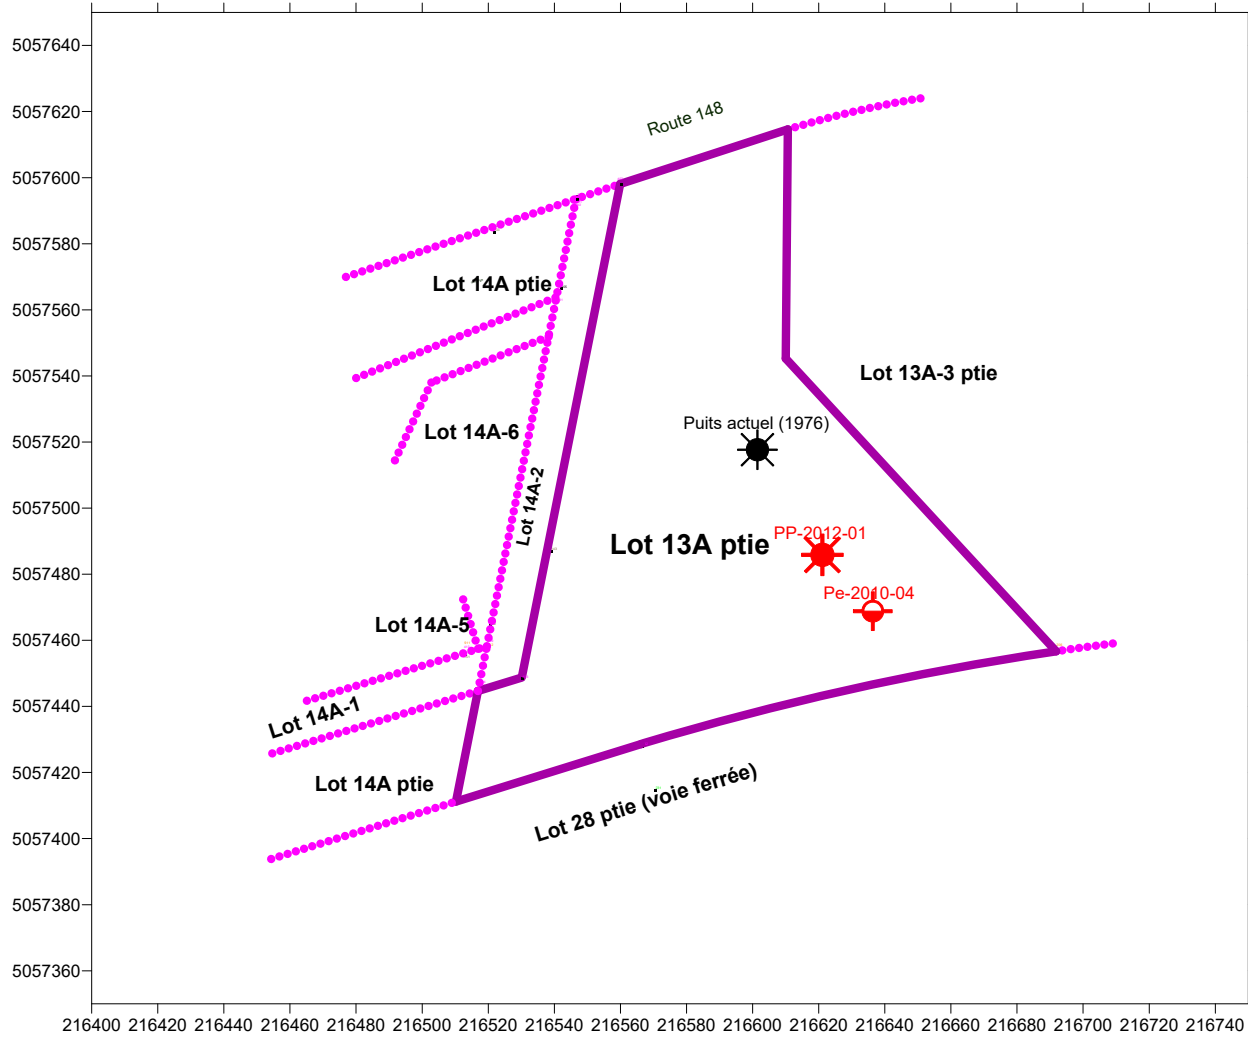 5057640
5057620
Route 148
5057600
5057580
Lot 14A ptie
5057560
5057540
Lot 13A-3 ptie
Puits actuel (1976)
5057520
Lot 14A-6
Lot 14A-2
5057500
PP-2012-01
Lot 13A ptie
5057480
Pe-2010-04
5057460
Lot 14A-5
5057440
Lot 14A-1
5057420
Lot 14A ptie
Lot 28 ptie (voie ferrée)
5057400
5057380
5057360
216400 216420 216440 216460 216480 216500 216520 216540 216560 216580 216600 216620 216640 216660 216680 216700 216720 216740